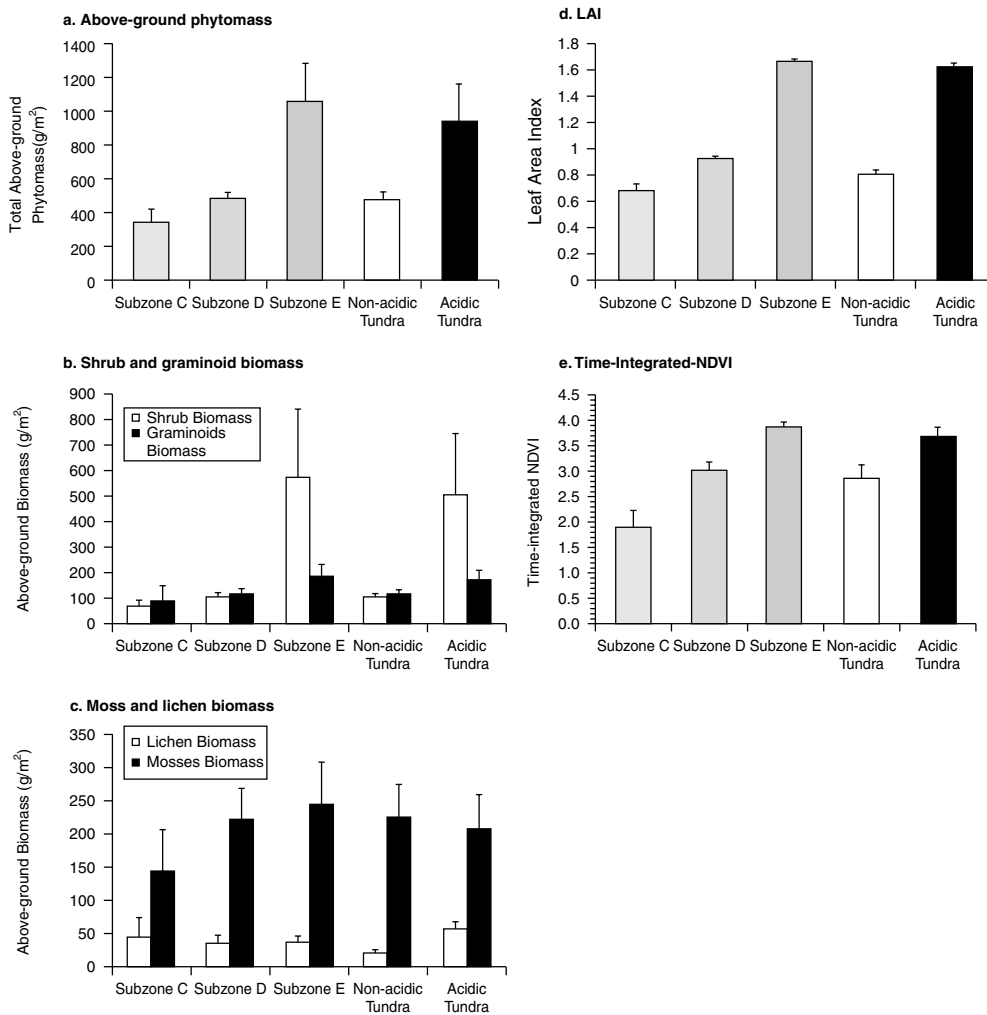 a. Above-ground phytomass
Total Above-ground
Phytomass(g/m²)
1400
1200
1000
800
600
400
200
0
Subzone C
Subzone D
Subzone E
Non-acidic
Tundra
Acidic
Tundra
b. Shrub and graminoid biomass
Above-ground Biomass (g/m²)
900
800
700
600
500
400
300
200
100
0
Shrub Biomass
Graminoids
Biomass
Subzone C
Subzone D
Subzone E
Non-acidic
Tundra
Acidic
Tundra
c. Moss and lichen biomass
Above-ground Biomass (g/m²)
350
300
250
200
150
100
50
0
Lichen Biomass
Mosses Biomass
Subzone C
Subzone D
Subzone E
Non-acidic
Tundra
Acidic
Tundra
d. LAI
Leaf Area Index
1.8
1.6
1.4
1.2
1
0.8
0.6
0.4
0.2
0
Subzone C
Subzone D
Subzone E
Non-acidic
Tundra
Acidic
Tundra
e. Time-Integrated-NDVI
Time-integrated NDVI
4.5
4.0
3.5
3.0
2.5
2.0
1.5
1.0
0.5
0.0
Subzone C
Subzone D
Subzone E
Non-acidic
Tundra
Acidic
Tundra